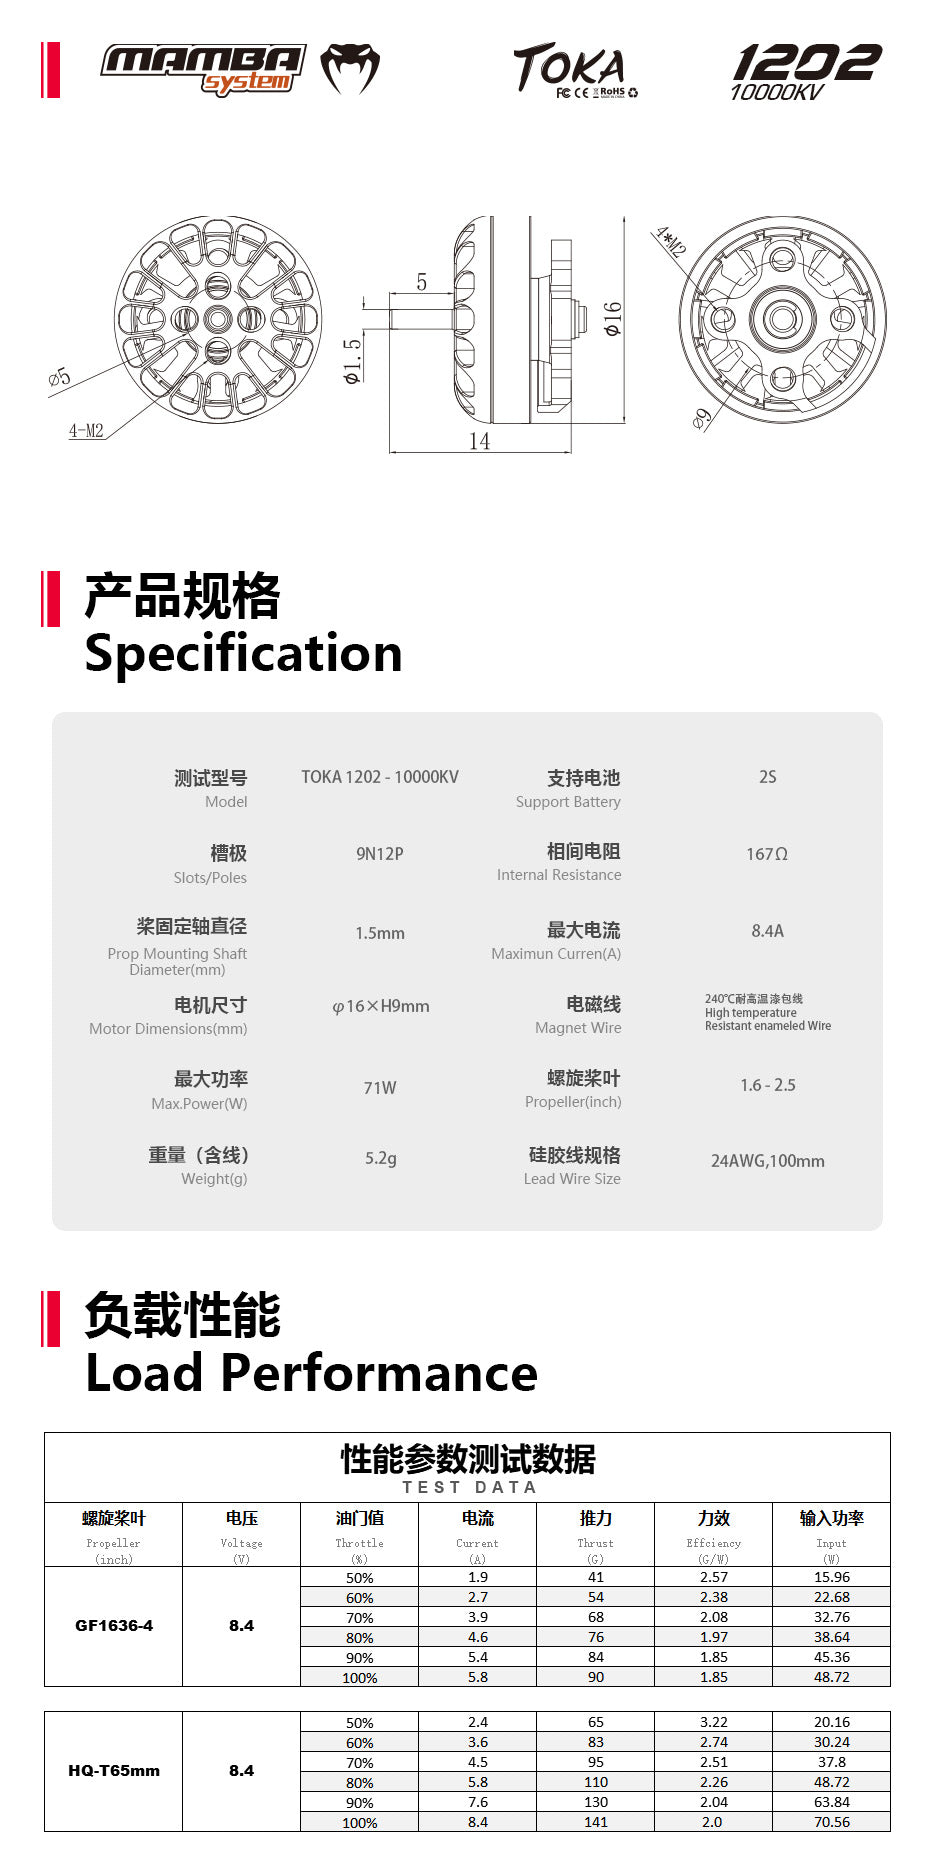 MAMBA
system
TOKA
FC CE RoHS
1202
10000KV
5
φ1.5
14
φ16
⌀5
4-M2
4*M2
⌀9
产品规格
Specification
测试型号 TOKA 1202 - 10000KV 支持电池 2S
Model Support Battery
槽极 9N12P 相间电阻 167Ω
Slots/Poles Internal Resistance
桨固定轴直径 1.5mm 最大电流 8.4A
Prop Mounting Shaft Maximun Curren(A)
Diameter(mm)
电机尺寸 φ16×H9mm 电磁线 240℃耐高温漆包线
High temperature
Motor Dimensions(mm) Magnet Wire Resistant enameled Wire
最大功率 71W 螺旋桨叶 1.6 - 2.5
Max.Power(W) Propeller(inch)
重量（含线） 5.2g 硅胶线规格 24AWG,100mm
Weight(g) Lead Wire Size
负载性能
Load Performance
性能参数测试数据
TEST DATA
螺旋桨叶 电压 油门值 电流 推力 力效 输入功率
Propeller Voltage Throttle Current Thrust Effciency Input
(inch) (V) (%) (A) (G) (G/W) (W)
50% 1.9 41 2.57 15.96
60% 2.7 54 2.38 22.68
70% 3.9 68 2.08 32.76
GF1636-4 8.4
80% 4.6 76 1.97 38.64
90% 5.4 84 1.85 45.36
100% 5.8 90 1.85 48.72
50% 2.4 65 3.22 20.16
60% 3.6 83 2.74 30.24
70% 4.5 95 2.51 37.8
HQ-T65mm 8.4
80% 5.8 110 2.26 48.72
90% 7.6 130 2.04 63.84
100% 8.4 141 2.0 70.56